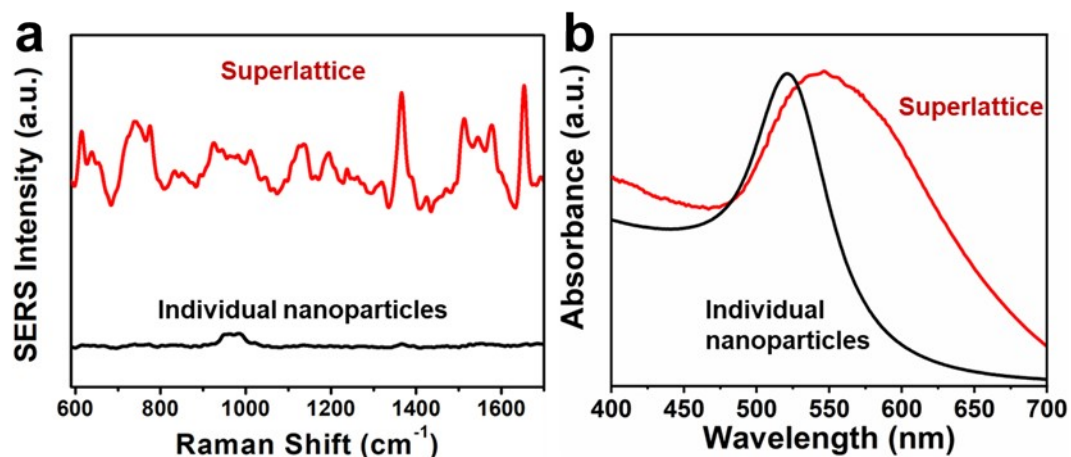 a
SERS Intensity (a.u.)
Superlattice
Individual nanoparticles
600 800 1000 1200 1400 1600
Raman Shift (cm⁻¹)
b
Absorbance (a.u.)
Superlattice
Individual
nanoparticles
400 450 500 550 600 650 700
Wavelength (nm)